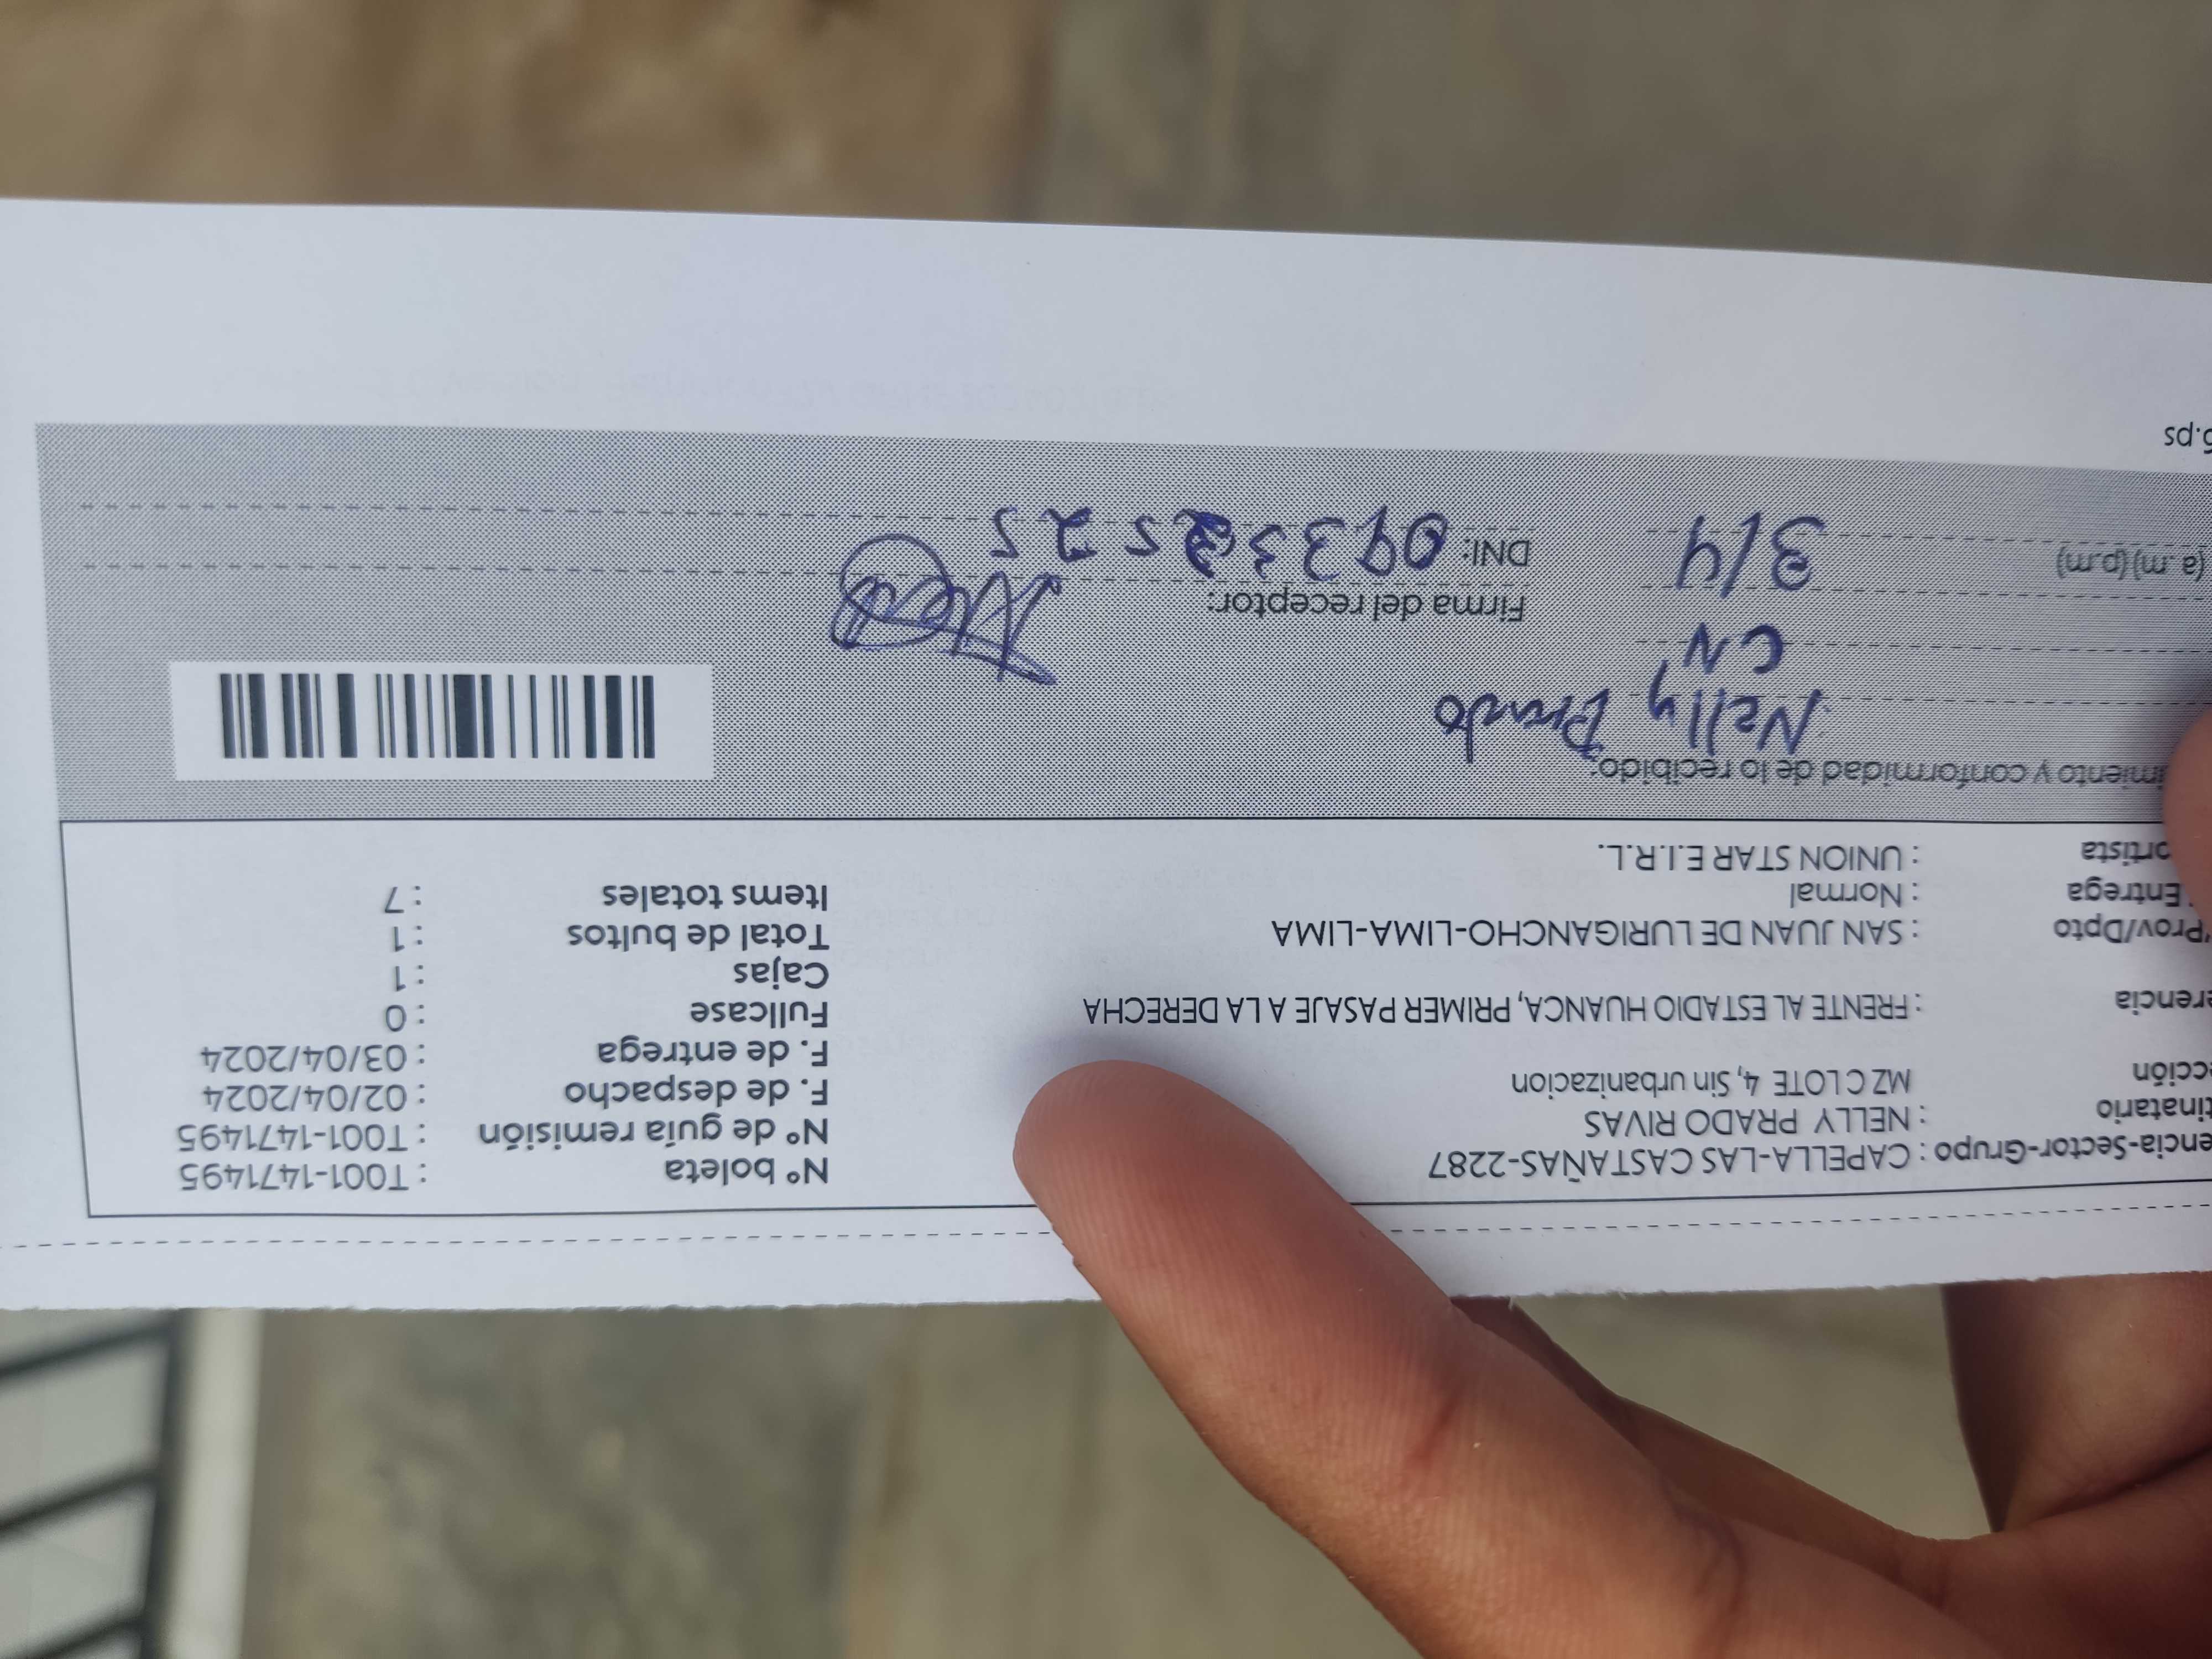 encia-Sector-Grupo : CAPELLA-LAS CASTAÑAS-2287
tinatario : NELLY PRADO RIVAS
cción MZ C LOTE 4, Sin urbanizacion
erencia : FRENTE AL ESTADIO HUANCA, PRIMER PASAJE A LA DERECHA
/Prov/Dpto : SAN JUAN DE LURIGANCHO-LIMA-LIMA
Entrega : Normal
ortista : UNION STAR E.I.R.L.
N° boleta : T001-1471495
N° de guía remisión : T001-1471495
F. de despacho : 02/04/2024
F. de entrega : 03/04/2024
Fullcase : 0
Cajas : 1
Total de bultos : 1
Items totales : 7
imiento y conformidad de lo recibido:
Nelly Prado
CN
Firma del receptor:
(a.m)(p.m) 3/4
DNI:
6.ps